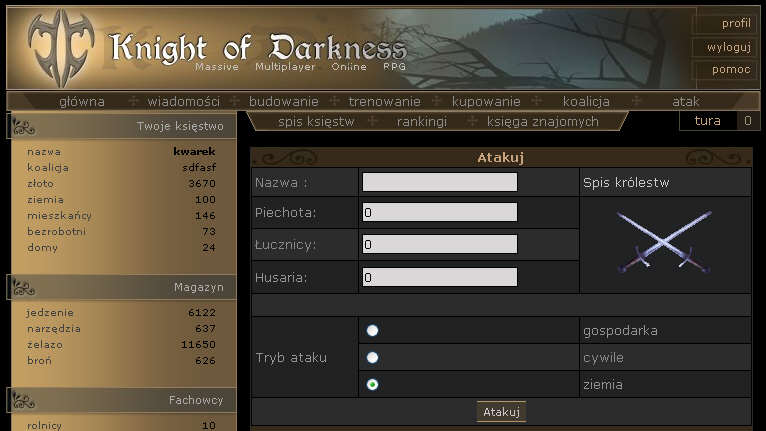 Knight of Darkness
Massive Multiplayer Online RPG
profil
wyloguj
pomoc
główna wiadomości budowanie trenowanie kupowanie koalicja atak
Twoje księstwo
spis księstw rankingi księga znajomych
tura 0
nazwa kwarek
koalicja sdfasf
złoto 3670
ziemia 100
mieszkańcy 146
bezrobotni 73
domy 24
Magazyn
jedzenie 6122
narzędzia 637
żelazo 11650
broń 626
Fachowcy
rolnicy 10
Atakuj
Nazwa : Spis królestw
Piechota: 0
Łucznicy: 0
Husaria: 0
Tryb ataku
gospodarka
cywile
ziemia
Atakuj